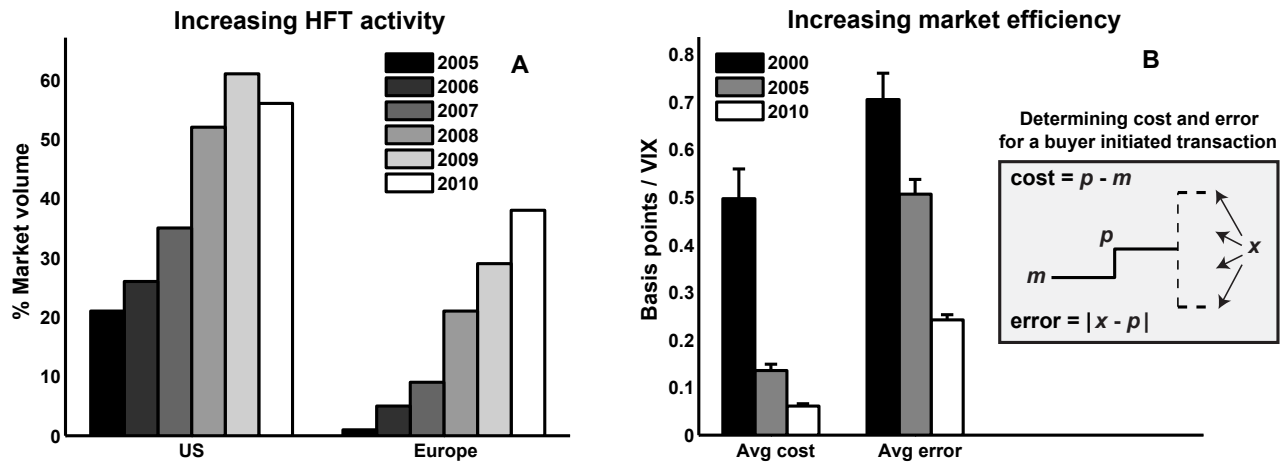 Increasing HFT activity
A
% Market volume
60
50
40
30
20
10
0
2005
2006
2007
2008
2009
2010
US
Europe
Increasing market efficiency
B
Basis points / VIX
0.8
0.7
0.6
0.5
0.4
0.3
0.2
0.1
0
2000
2005
2010
Avg cost
Avg error
Determining cost and error
for a buyer initiated transaction
cost = p - m
p
x
m
error = | x - p |